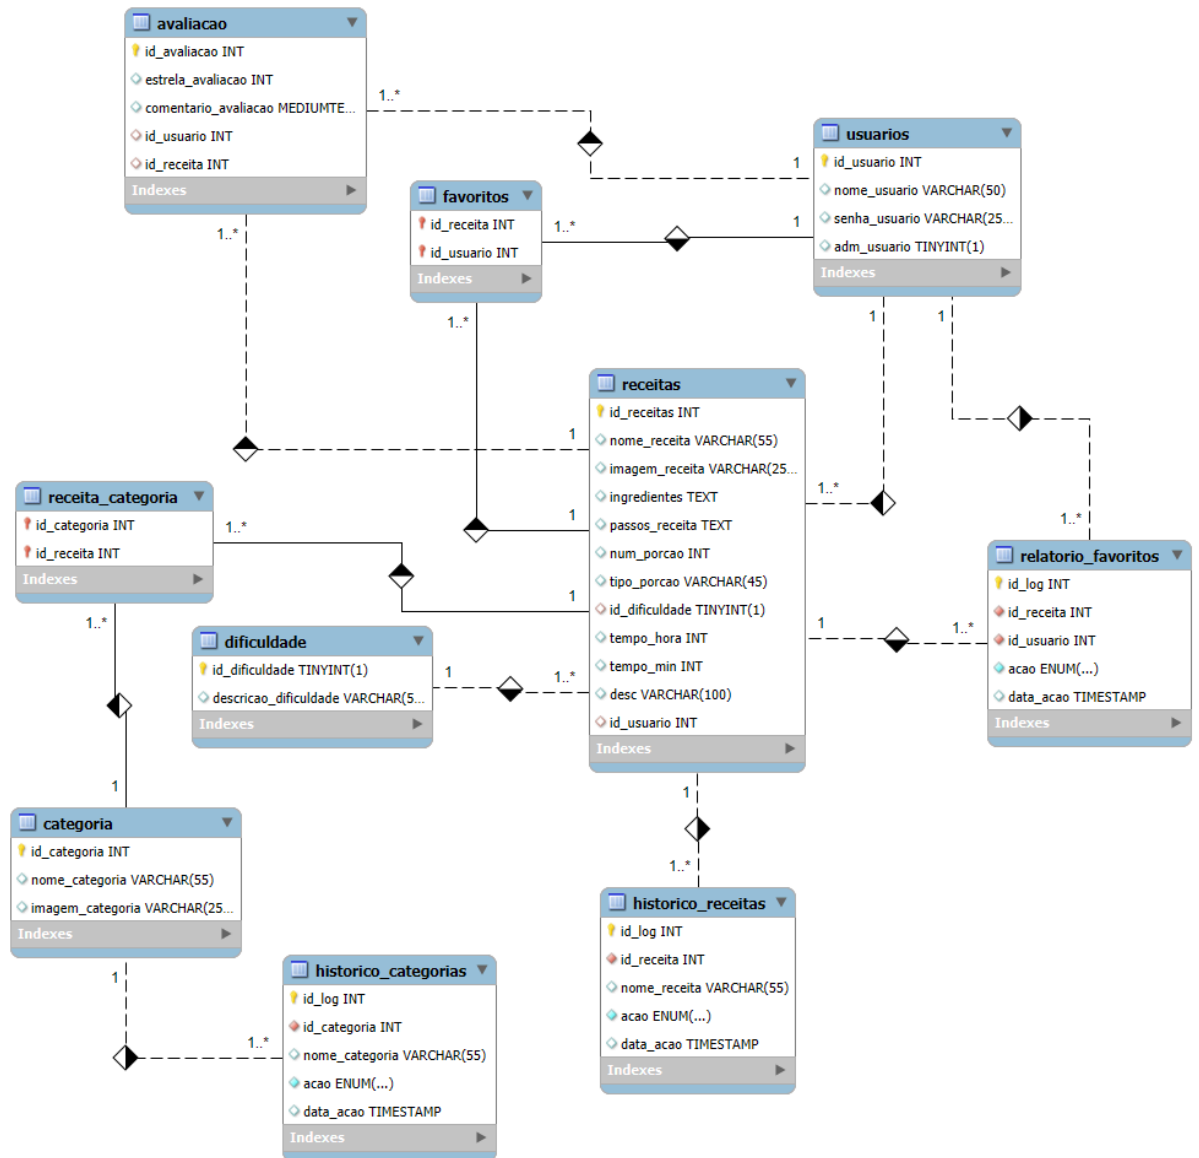 avaliacao
id_avaliacao INT
estrela_avaliacao INT
comentario_avaliacao MEDIUMTE...
id_usuario INT
id_receita INT
Indexes
1..*
1..*
1
usuarios
id_usuario INT
nome_usuario VARCHAR(50)
senha_usuario VARCHAR(25...
adm_usuario TINYINT(1)
Indexes
favoritos
id_receita INT
id_usuario INT
Indexes
1..*
1
1..*
1
1
receitas
id_receitas INT
nome_receita VARCHAR(55)
imagem_receita VARCHAR(25...
ingredientes TEXT
passos_receita TEXT
num_porcao INT
tipo_porcao VARCHAR(45)
id_dificuldade TINYINT(1)
tempo_hora INT
tempo_min INT
desc VARCHAR(100)
id_usuario INT
Indexes
1
1
1
1..*
1
1..*
1..*
1
1..*
receita_categoria
id_categoria INT
id_receita INT
Indexes
1..*
1..*
relatorio_favoritos
id_log INT
id_receita INT
id_usuario INT
acao ENUM(...)
data_acao TIMESTAMP
Indexes
dificuldade
id_dificuldade TINYINT(1)
descricao_dificuldade VARCHAR(5...
Indexes
1
1..*
1
categoria
id_categoria INT
nome_categoria VARCHAR(55)
imagem_categoria VARCHAR(25...
Indexes
1
1..*
historico_receitas
id_log INT
id_receita INT
nome_receita VARCHAR(55)
acao ENUM(...)
data_acao TIMESTAMP
Indexes
historico_categorias
id_log INT
id_categoria INT
nome_categoria VARCHAR(55)
acao ENUM(...)
data_acao TIMESTAMP
Indexes